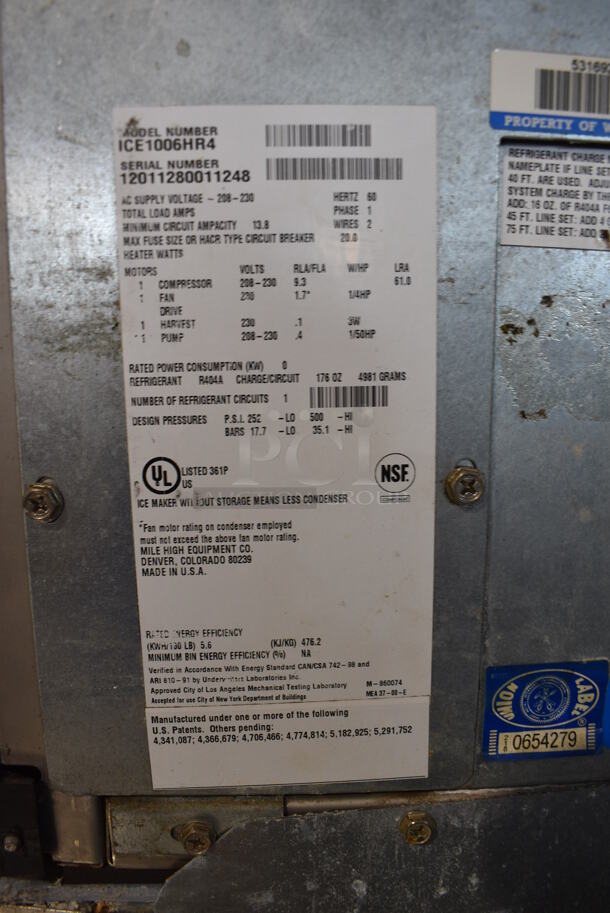 MODEL NUMBER
ICE1006HR4
SERIAL NUMBER
12011280011248
AC SUPPLY VOLTAGE - 208-230 HERTZ 60
TOTAL LOAD AMPS PHASE 1
MINIMUM CIRCUIT AMPACITY 13.8 WIRES 2
MAX FUSE SIZE OR HACR TYPE CIRCUIT BREAKER 20.0
HEATER WATTS
MOTORS VOLTS RLA/FLA W/HP LRA
1 COMPRESSOR 208-230 9.3 61.0
1 FAN 230 1.7* 1/4HP
DRIVE
1 HARVEST 230 .1 3W
1 PUMP 208-230 .4 1/50HP
RATED POWER CONSUMPTION (KW) 0
REFRIGERANT R404A CHARGE/CIRCUIT 176 OZ 4981 GRAMS
NUMBER OF REFRIGERANT CIRCUITS 1
DESIGN PRESSURES P.S.I. 252 -LO 500 -HI
BARS 17.7 -LO 35.1 -HI
UL LISTED 361P
C US
NSF
COMPONENT
ICE MAKER WITHOUT STORAGE MEANS LESS CONDENSER
*Fan motor rating on condenser employed
must not exceed the above fan motor rating.
MILE HIGH EQUIPMENT CO.
DENVER, COLORADO 80239
MADE IN U.S.A.
RATED ENERGY EFFICIENCY
(KWH/100 LB) 5.6 (KJ/KG) 476.2
MINIMUM BIN ENERGY EFFICIENCY (%) NA
Verified in Accordance With Energy Standard CAN/CSA 742-98 and
ARI 810-91 by Underwriters Laboratories Inc.
Approved City of Los Angeles Mechanical Testing Laboratory M-860074
Accepted for use City of New York Department of Buildings MEA 37-00-E
Manufactured under one or more of the following
U.S. Patents. Others pending:
4,341,087; 4,366,679; 4,706,466; 4,774,814; 5,182,925; 5,291,752
PCI
GROUP
53169
PROPERTY OF
REFRIGERANT CHARGE
NAMEPLATE IF LINE SET
40 FT. ARE USED. ADJ
SYSTEM CHARGE BY THE
ADD: 16 OZ. OF R404A F
45 FT. LINE SET: ADD 4
75 FT. LINE SET: ADD
UNION LABEL
0654279